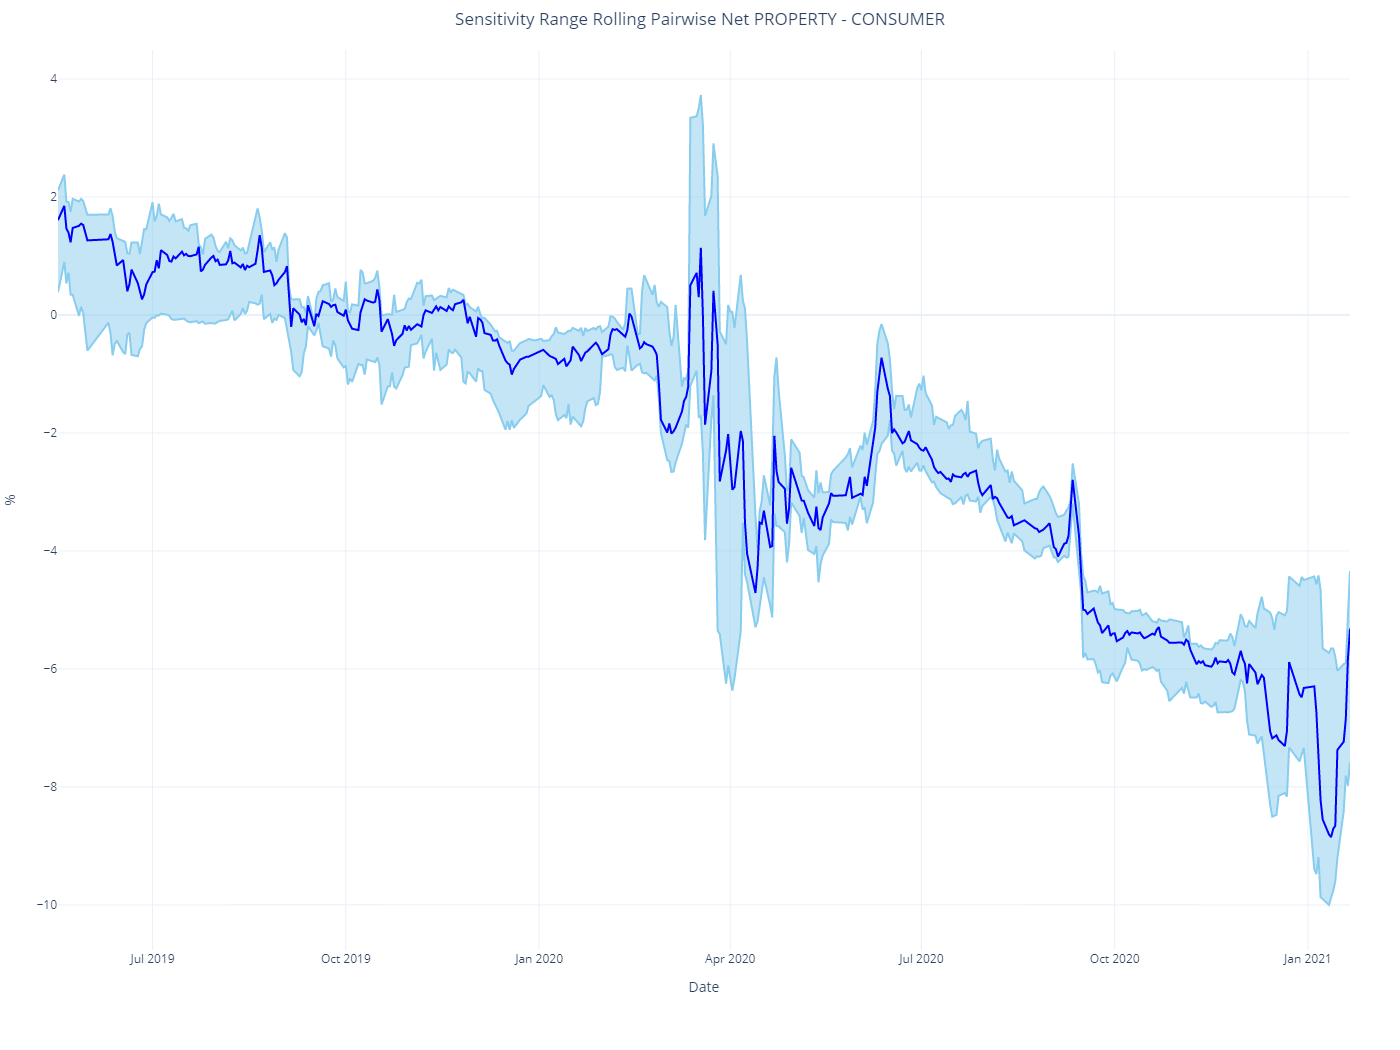 Sensitivity Range Rolling Pairwise Net PROPERTY - CONSUMER
4
2
0
−2
−4
−6
−8
−10
%
Jul 2019
Oct 2019
Jan 2020
Apr 2020
Jul 2020
Oct 2020
Jan 2021
Date